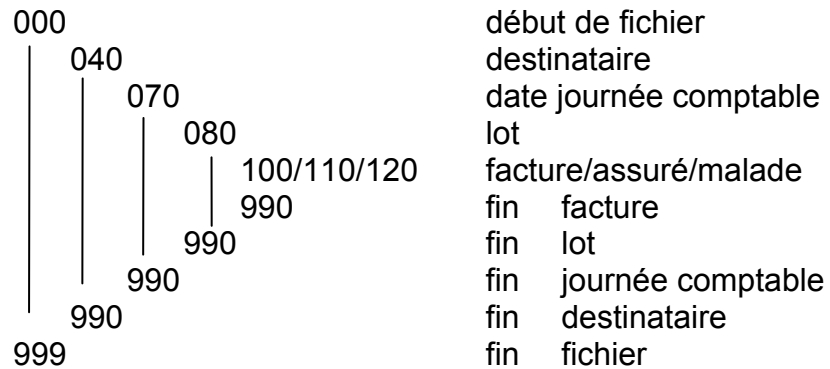 000 début de fichier
040 destinataire
070 date journée comptable
080 lot
100/110/120 facture/assuré/malade
990 fin facture
990 fin lot
990 fin journée comptable
990 fin destinataire
999 fin fichier